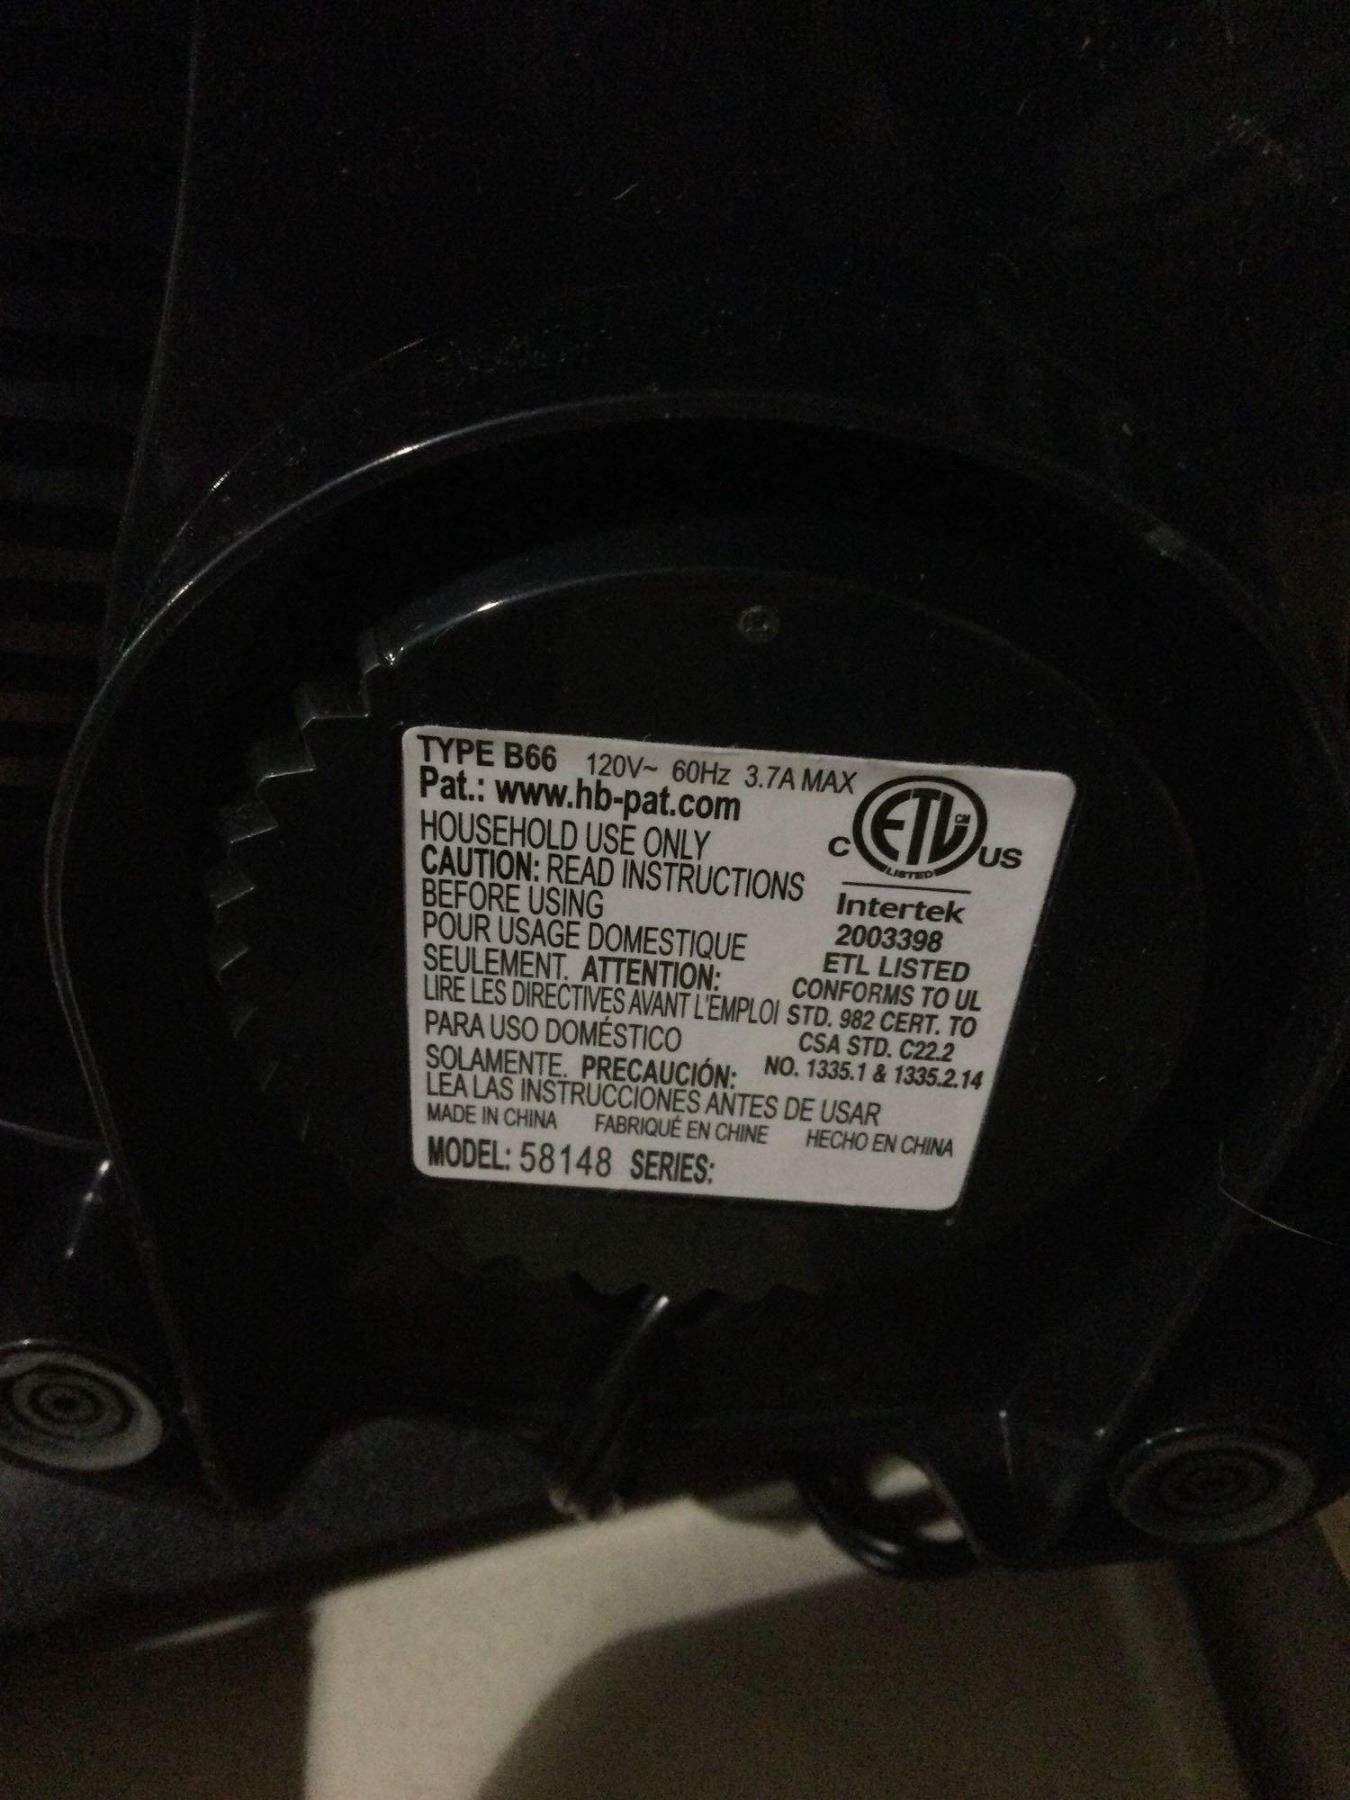 TYPE B66 120V~ 60Hz 3.7A MAX
Pat.: www.hb-pat.com
HOUSEHOLD USE ONLY
CAUTION: READ INSTRUCTIONS
BEFORE USING
POUR USAGE DOMESTIQUE
SEULEMENT. ATTENTION:
LIRE LES DIRECTIVES AVANT L'EMPLOI
PARA USO DOMÉSTICO
SOLAMENTE. PRECAUCIÓN:
LEA LAS INSTRUCCIONES ANTES DE USAR
MADE IN CHINA FABRIQUÉ EN CHINE HECHO EN CHINA
MODEL: 58148 SERIES:
C ETL CM US
LISTED
Intertek
2003398
ETL LISTED
CONFORMS TO UL
STD. 982 CERT. TO
CSA STD. C22.2
NO. 1335.1 & 1335.2.14